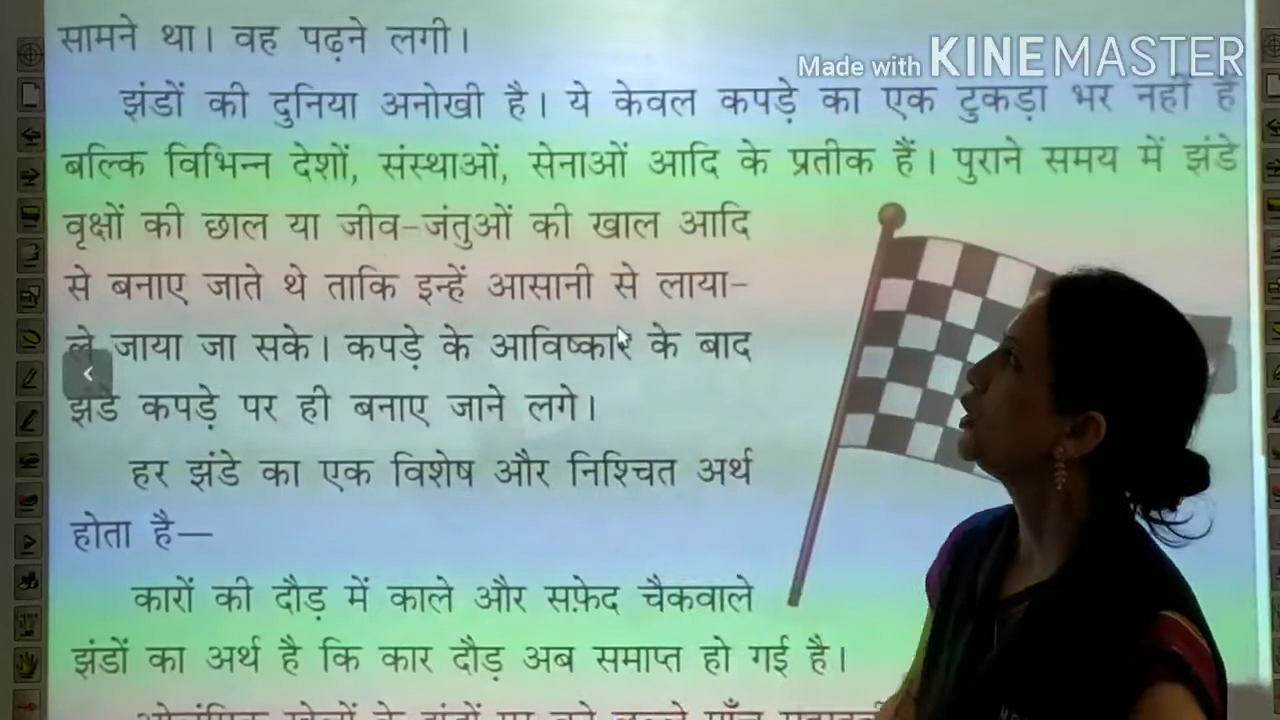 सामने था। वह पढ़ने लगी।
Made with KINEMASTER
झंडों की दुनिया अनोखी है। ये केवल कपड़े का एक टुकड़ा भर नहीं हैं
बल्कि विभिन्न देशों, संस्थाओं, सेनाओं आदि के प्रतीक हैं। पुराने समय में झंडे
वृक्षों की छाल या जीव-जंतुओं की खाल आदि
से बनाए जाते थे ताकि इन्हें आसानी से लाया-
ले जाया जा सके। कपड़े के आविष्कार के बाद
झंडे कपड़े पर ही बनाए जाने लगे।
हर झंडे का एक विशेष और निश्चित अर्थ
होता है—
कारों की दौड़ में काले और सफ़ेद चैकवाले
झंडों का अर्थ है कि कार दौड़ अब समाप्त हो गई है।